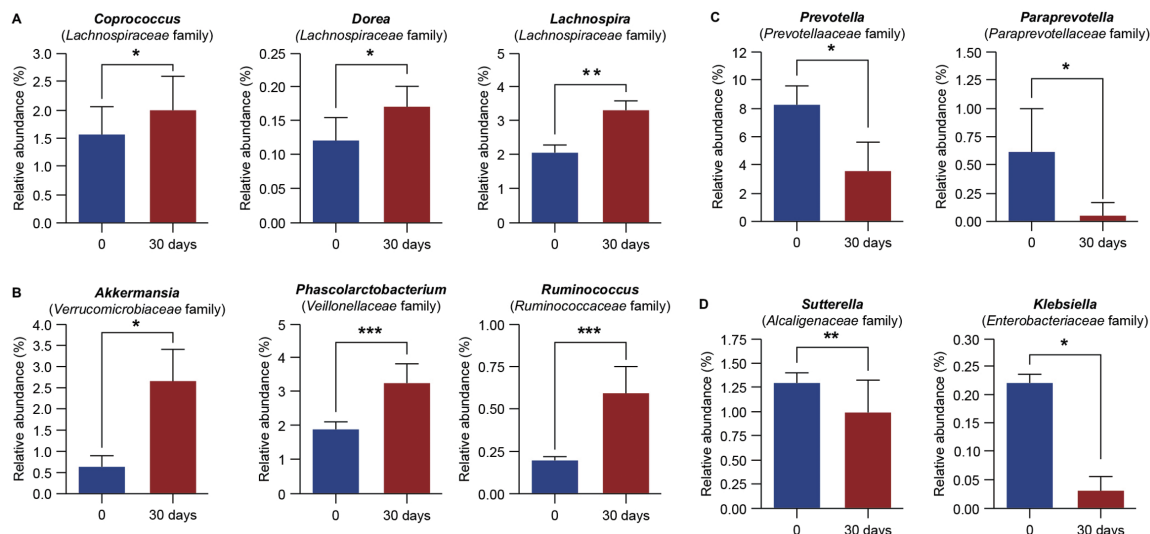 A
Coprococcus
(Lachnospiraceae family)
Relative abundance (%)
3.0
2.5
2.0
1.5
1.0
0.5
0.0
*
0
30 days
Dorea
(Lachnospiraceae family)
Relative abundance (%)
0.25
0.20
0.15
0.10
0.05
0.00
*
0
30 days
Lachnospira
(Lachnospiraceae family)
Relative abundance (%)
5
4
3
2
1
0
**
0
30 days
B
Akkermansia
(Verrucomicrobiaceae family)
Relative abundance (%)
4.0
3.5
3.0
2.5
2.0
1.5
1.0
0.5
0.0
*
0
30 days
Phascolarctobacterium
(Veillonellaceae family)
Relative abundance (%)
5
4
3
2
1
0
***
0
30 days
Ruminococcus
(Ruminococcaceae family)
Relative abundance (%)
1.00
0.75
0.50
0.25
0.00
***
0
30 days
C
Prevotella
(Prevotellaaceae family)
Relative abundance (%)
12
10
8
6
4
2
0
*
0
30 days
Paraprevotella
(Paraprevotellaceae family)
Relative abundance (%)
1.50
1.25
1.00
0.75
0.50
0.25
0.00
*
0
30 days
D
Sutterella
(Alcaligenaceae family)
Relative abundance (%)
1.75
1.50
1.25
1.00
0.75
0.50
0.25
0.00
**
0
30 days
Klebsiella
(Enterobacteriaceae family)
Relative abundance (%)
0.30
0.25
0.20
0.15
0.10
0.05
0.00
*
0
30 days